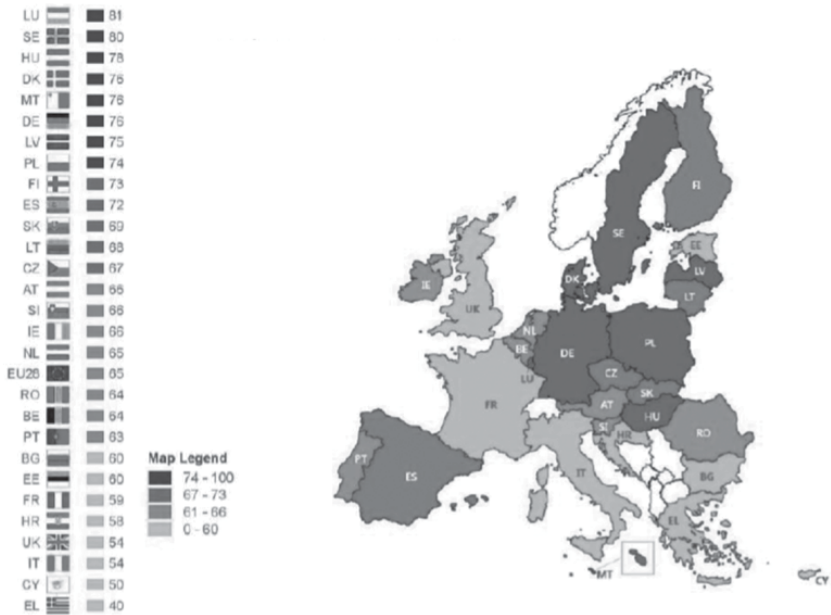 LU 81
SE 80
HU 78
DK 76
MT 76
DE 76
LV 75
PL 74
FI 73
ES 72
SK 69
LT 68
CZ 67
AT 66
SI 66
IE 66
NL 65
EU28 65
RO 64
BE 64
PT 63
BG 60
EE 60
FR 59
HR 58
UK 54
IT 54
CY 50
EL 40
Map Legend
74 - 100
67 - 73
61 - 66
0 - 60
FI
SE
EE
LV
LT
DK
IE
UK
NL
BE
DE
PL
LU
CZ
SK
FR
AT
HU
SI
HR
RO
PT
ES
IT
BG
EL
MT
CY